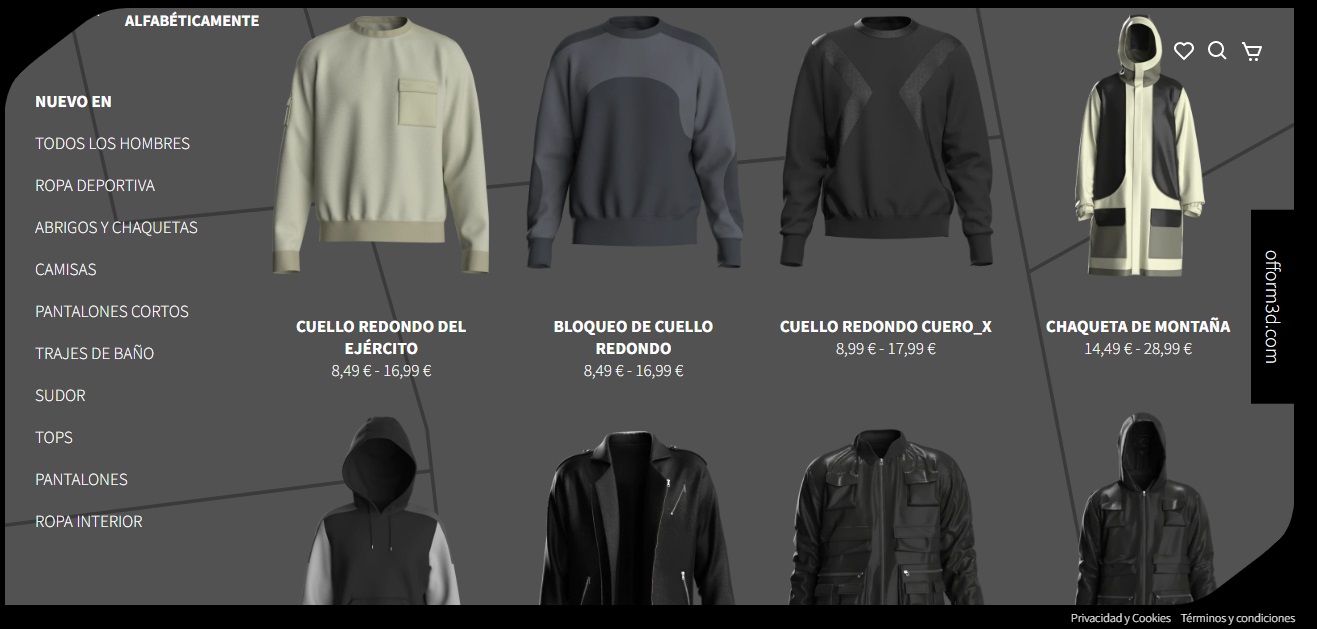 ALFABÉTICAMENTE
NUEVO EN
TODOS LOS HOMBRES
ROPA DEPORTIVA
ABRIGOS Y CHAQUETAS
CAMISAS
PANTALONES CORTOS
TRAJES DE BAÑO
SUDOR
TOPS
PANTALONES
ROPA INTERIOR
CUELLO REDONDO DEL
EJÉRCITO
8,49 € - 16,99 €
BLOQUEO DE CUELLO
REDONDO
8,49 € - 16,99 €
CUELLO REDONDO CUERO_X
8,99 € - 17,99 €
CHAQUETA DE MONTAÑA
14,49 € - 28,99 €
ofform3d.com
Privacidad y Cookies
Términos y condiciones